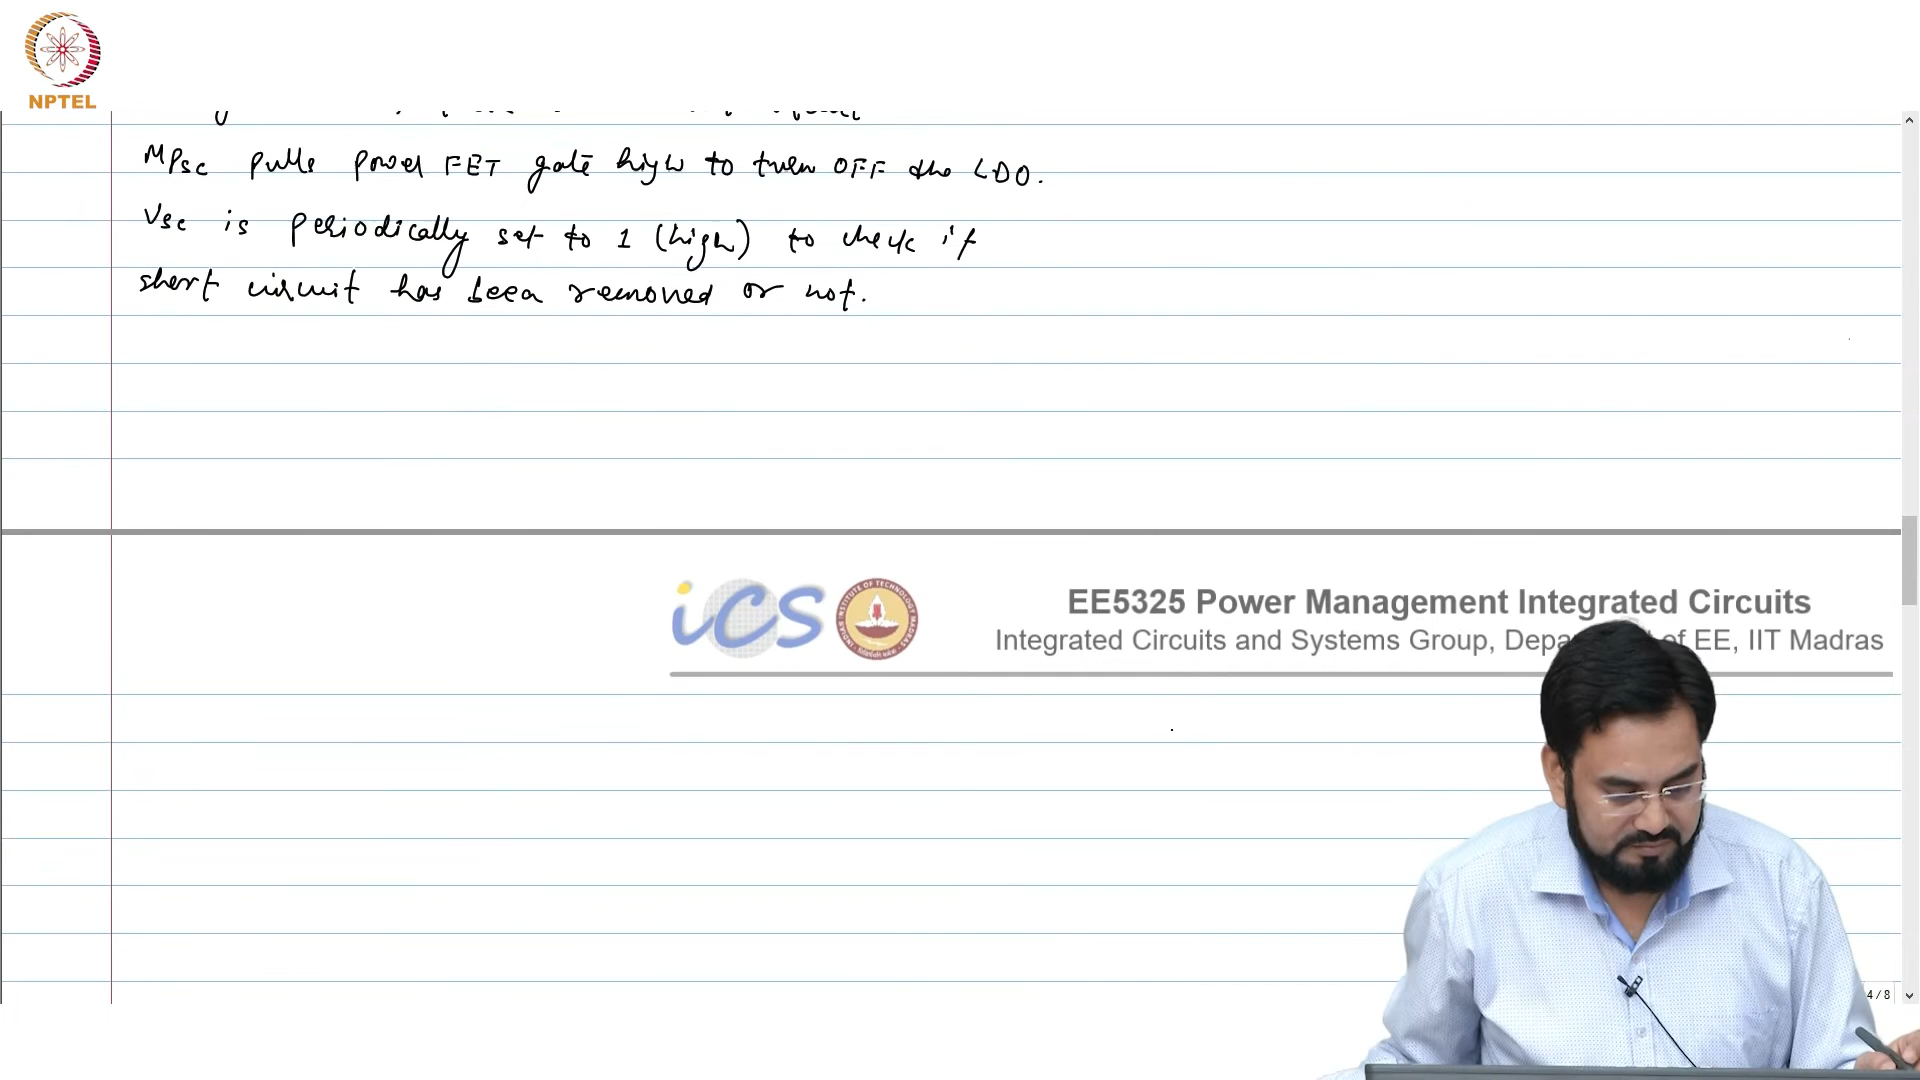 NPTEL
MPsc pulls power FET gate high to turn OFF the LDO.
Vsc is periodically set to 1 (high) to check if
short circuit has been removed or not.
iCS
EE5325 Power Management Integrated Circuits
Integrated Circuits and Systems Group, of EE, IIT Madras
4/8